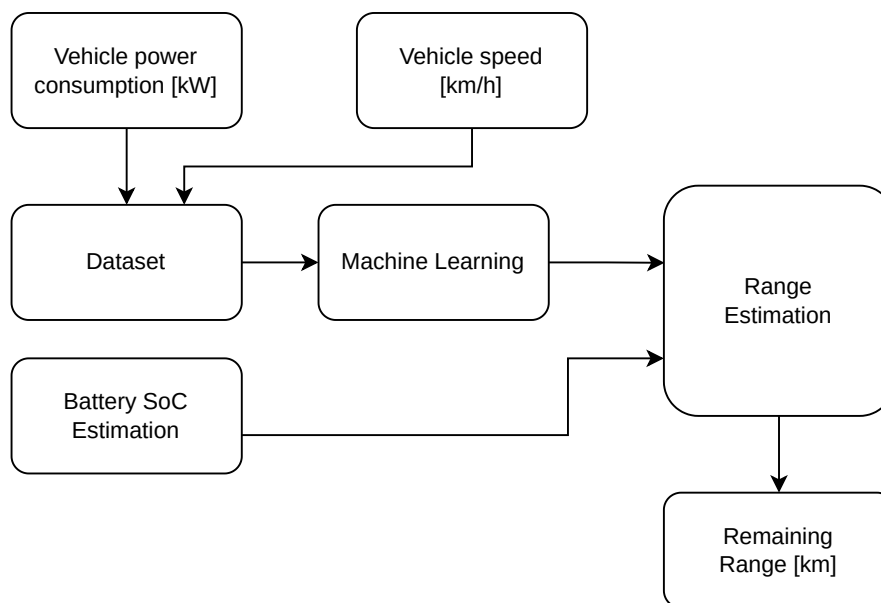 Vehicle power
consumption [kW]
Vehicle speed
[km/h]
Dataset
Machine Learning
Range
Estimation
Battery SoC
Estimation
Remaining
Range [km]